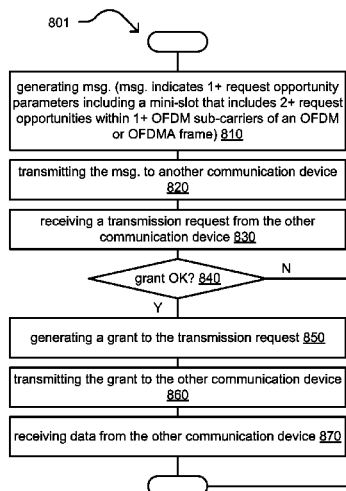 801
generating msg. (msg. indicates 1+ request opportunity
parameters including a mini-slot that includes 2+ request
opportunities within 1+ OFDM sub-carriers of an OFDM
or OFDMA frame) 810
transmitting the msg. to another communication device
820
receiving a transmission request from the other
communication device 830
grant OK? 840
N
Y
generating a grant to the transmission request 850
transmitting the grant to the other communication device
860
receiving data from the other communication device 870